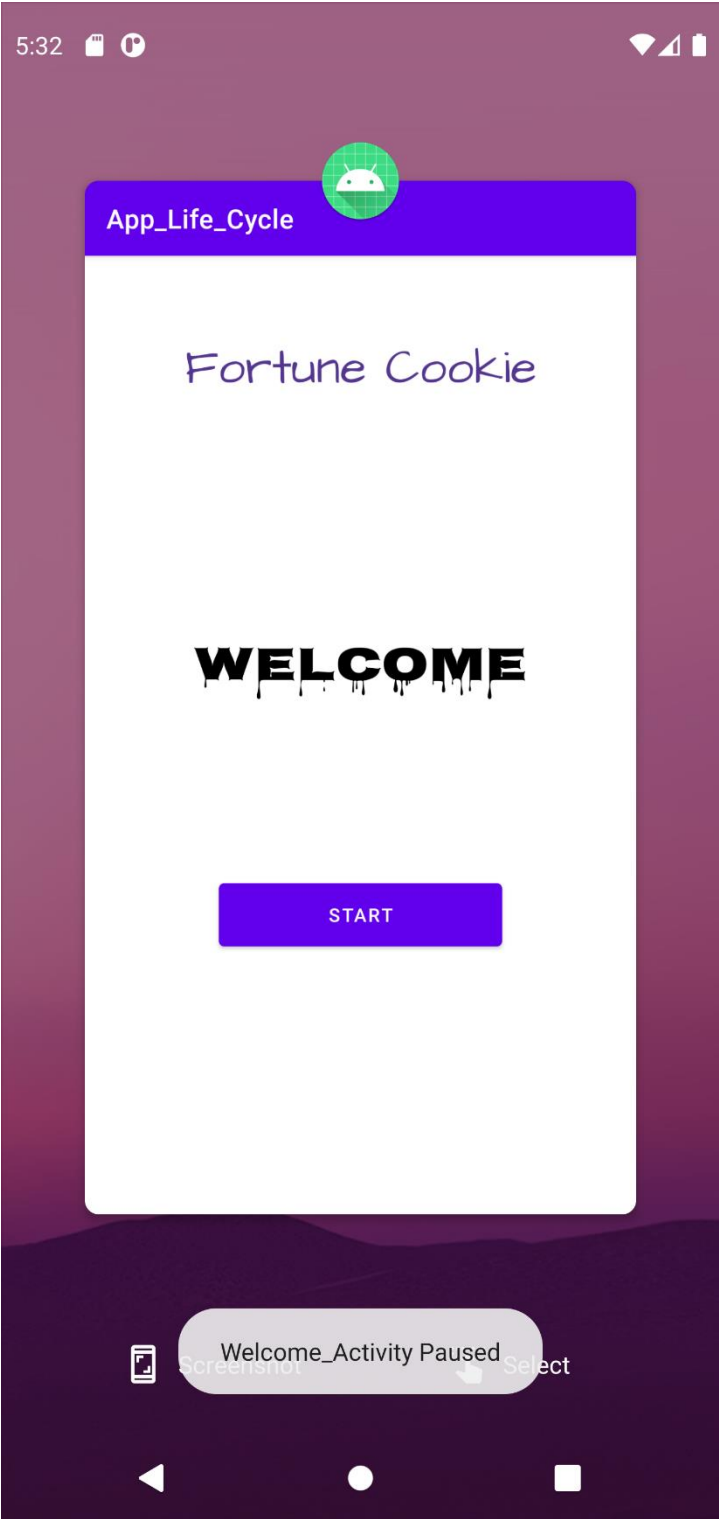 5:32
App_Life_Cycle
Fortune Cookie
WELCOME
START
Welcome_Activity Paused
Screenshot
Select